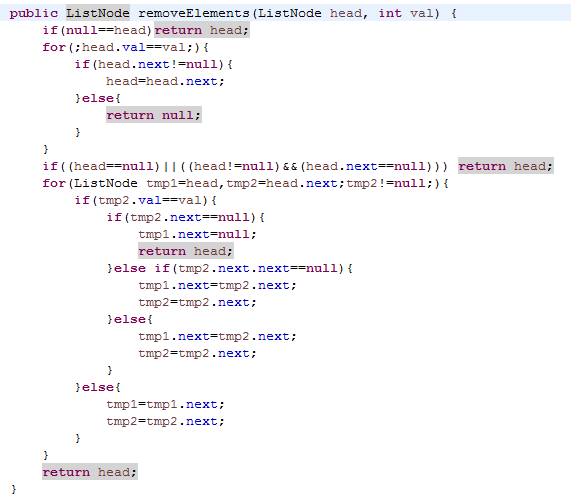 public ListNode removeElements(ListNode head, int val) {
    if(null==head)return head;
    for(;head.val==val;){
        if(head.next!=null){
            head=head.next;
        }else{
            return null;
        }
    }
    if((head==null)||((head!=null)&&(head.next==null))) return head;
    for(ListNode tmp1=head,tmp2=head.next;tmp2!=null;){
        if(tmp2.val==val){
            if(tmp2.next==null){
                tmp1.next=null;
                return head;
            }else if(tmp2.next.next==null){
                tmp1.next=tmp2.next;
                tmp2=tmp2.next;
            }else{
                tmp1.next=tmp2.next;
                tmp2=tmp2.next;
            }
        }else{
            tmp1=tmp1.next;
            tmp2=tmp2.next;
        }
    }
    return head;
}